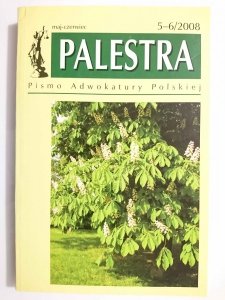 maj-czerwiec 5–6/2008
PALESTRA
Pismo Adwokatury Polskiej